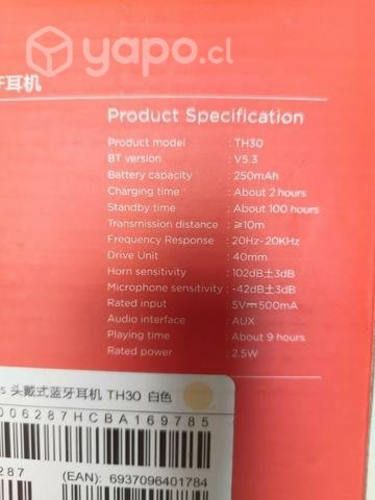 yapo.cl
耳机
Product Specification
Product model : TH30
BT version : V5.3
Battery capacity : 250mAh
Charging time : About 2 hours
Standby time : About 100 hours
Transmission distance : ≥10m
Frequency Response : 20Hz~20KHz
Drive Unit : 40mm
Horn sensitivity : 102dB±3dB
Microphone sensitivity : -42dB±3dB
Rated input : 5V⎓500mA
Audio interface : AUX
Playing time : About 9 hours
Rated power : 2.5W
s 头戴式蓝牙耳机 TH30 白色
06287HCBA169785
287
(EAN): 6937096401784